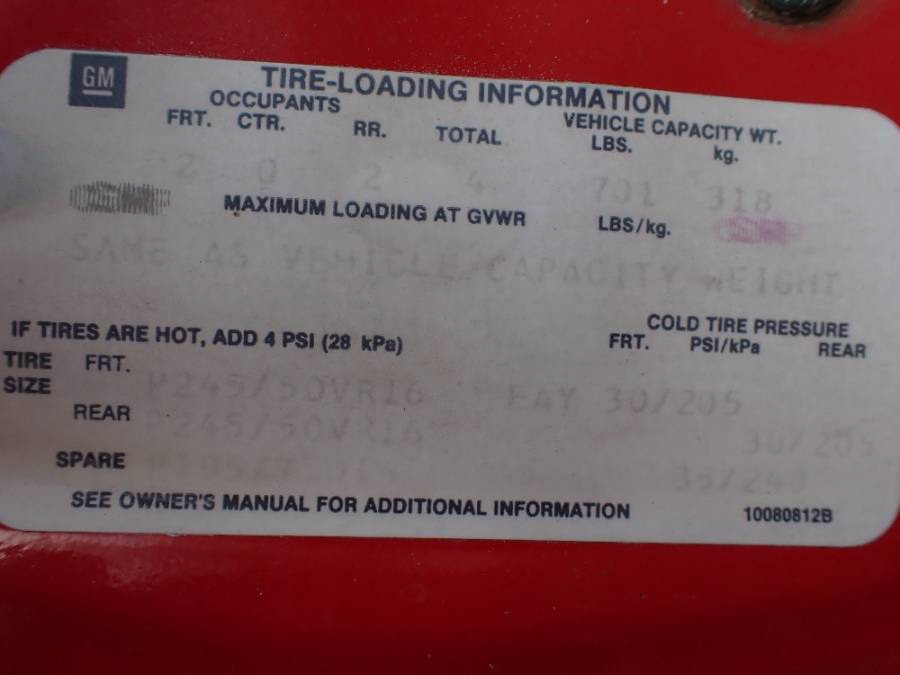 GM
TIRE-LOADING INFORMATION
OCCUPANTS VEHICLE CAPACITY WT.
FRT. CTR. RR. TOTAL LBS. kg.
2 0 2 4 701 318
MAXIMUM LOADING AT GVWR LBS/kg.
SAME AS VEHICLE CAPACITY WEIGHT
IF TIRES ARE HOT, ADD 4 PSI (28 kPa) COLD TIRE PRESSURE
FRT. PSI/kPa REAR
TIRE SIZE FRT. P245/50VR16 30/205
REAR P245/50VR16 30/205
SPARE 35/240
SEE OWNER'S MANUAL FOR ADDITIONAL INFORMATION 10080812B